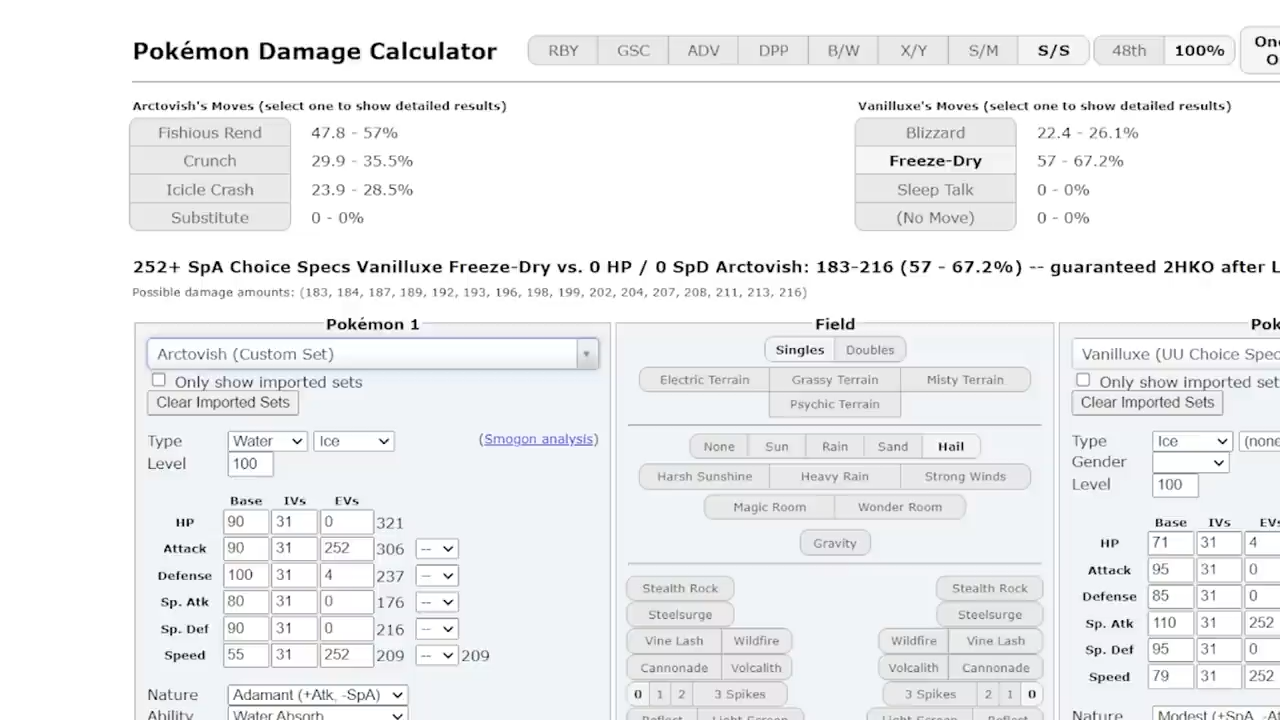 Pokémon Damage Calculator
RBY GSC ADV DPP B/W X/Y S/M S/S 48th 100%
Arctovish's Moves (select one to show detailed results)
Fishious Rend 47.8 - 57%
Crunch 29.9 - 35.5%
Icicle Crash 23.9 - 28.5%
Substitute 0 - 0%
Vanilluxe's Moves (select one to show detailed results)
Blizzard 22.4 - 26.1%
Freeze-Dry 57 - 67.2%
Sleep Talk 0 - 0%
(No Move) 0 - 0%
252+ SpA Choice Specs Vanilluxe Freeze-Dry vs. 0 HP / 0 SpD Arctovish: 183-216 (57 - 67.2%) -- guaranteed 2HKO after
Possible damage amounts: (183, 184, 187, 189, 192, 193, 196, 198, 199, 202, 204, 207, 208, 211, 213, 216)
Pokémon 1
Arctovish (Custom Set)
Only show imported sets
Clear Imported Sets
Type Water Ice (Smogon analysis)
Level 100
Base IVs EVs
HP 90 31 0 321
Attack 90 31 252 306 --
Defense 100 31 4 237 --
Sp. Atk 80 31 0 176 --
Sp. Def 90 31 0 216 --
Speed 55 31 252 209 -- 209
Nature Adamant (+Atk, -SpA)
Ability Water Absorb
Field
Singles Doubles
Electric Terrain Grassy Terrain Misty Terrain
Psychic Terrain
None Sun Rain Sand Hail
Harsh Sunshine Heavy Rain Strong Winds
Magic Room Wonder Room
Gravity
Stealth Rock Stealth Rock
Steelsurge Steelsurge
Vine Lash Wildfire Wildfire Vine Lash
Cannonade Volcalith Volcalith Cannonade
0 1 2 3 Spikes 3 Spikes 2 1 0
Reflect Light Screen Light Screen Reflect
Vanilluxe (UU Choice Spec
Only show imported set
Clear Imported Sets
Type Ice (none
Gender
Level 100
Base IVs EVs
HP 71 31 4
Attack 95 31 0
Defense 85 31 0
Sp. Atk 110 31 252
Sp. Def 95 31 0
Speed 79 31 252
Nature Modest (+SpA, -At